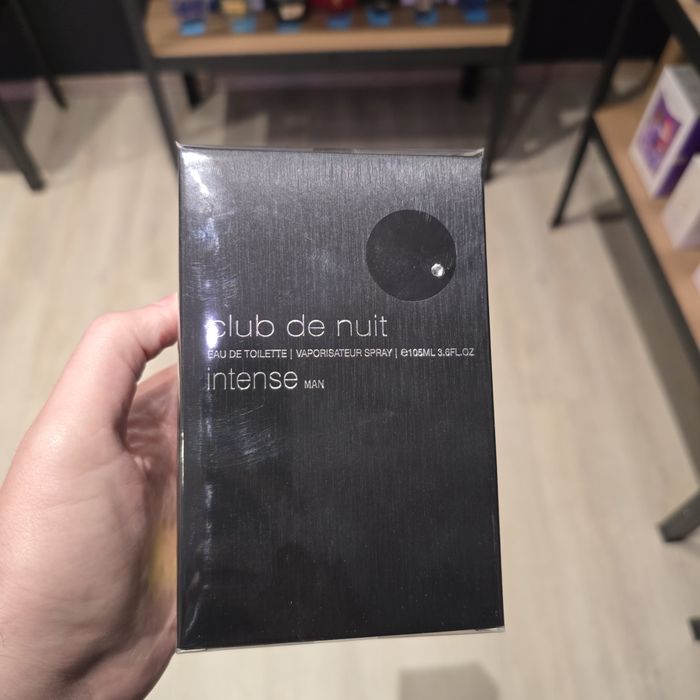 club de nuit
EAU DE TOILETTE | VAPORISATEUR SPRAY | ℮105ML 3.6FL.OZ
intense MAN